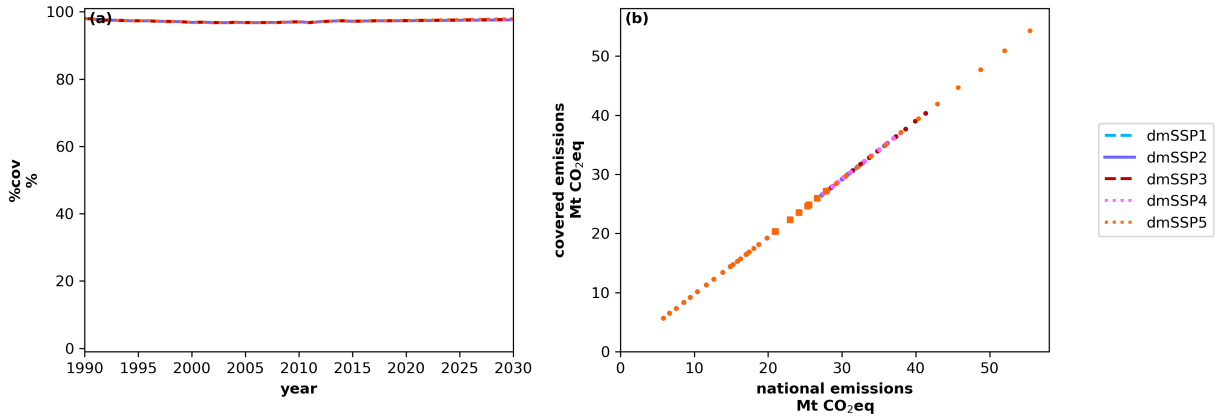 (a)
100
80
60
40
20
0
%cov
%
1990 1995 2000 2005 2010 2015 2020 2025 2030
year
(b)
50
40
30
20
10
0
covered emissions
Mt CO₂eq
0 10 20 30 40 50
national emissions
Mt CO₂eq
dmSSP1
dmSSP2
dmSSP3
dmSSP4
dmSSP5